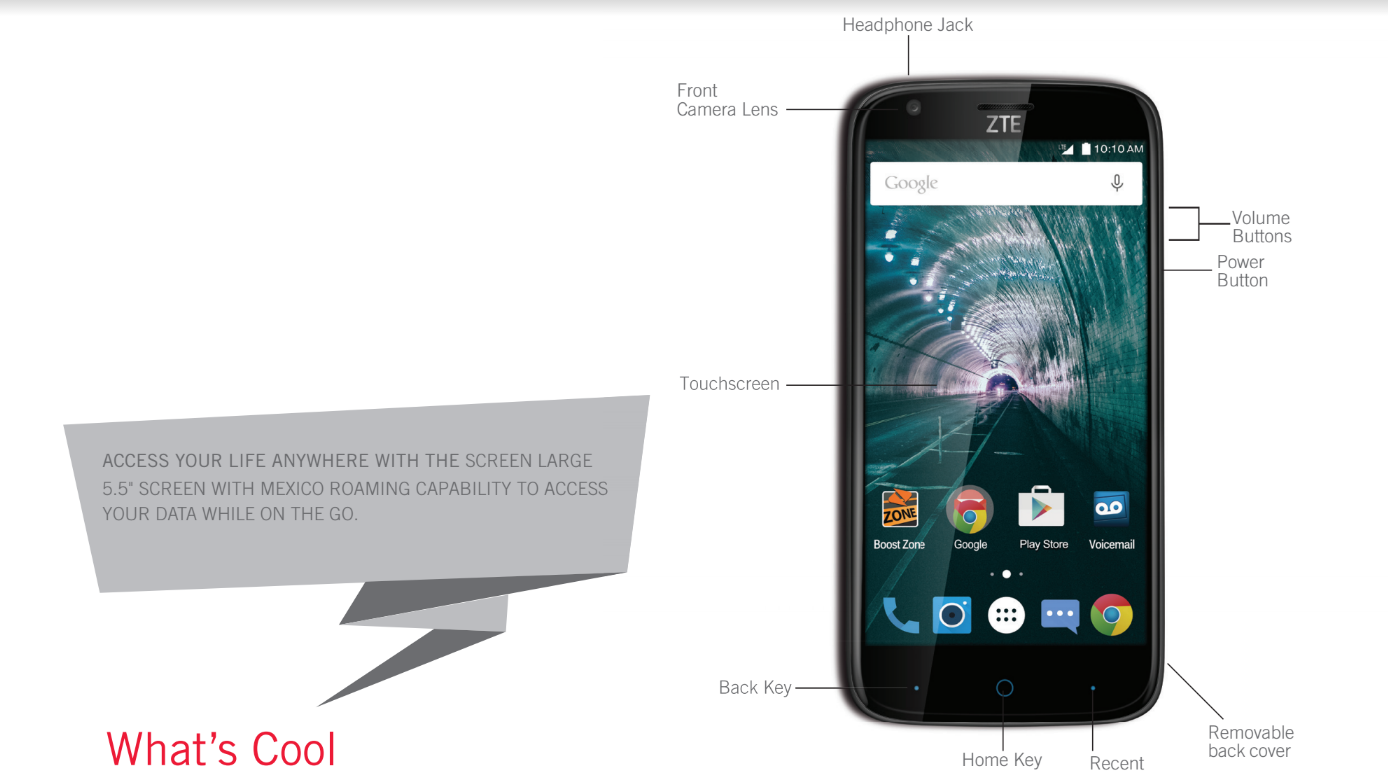 Headphone Jack
Front
Camera Lens
ZTE
LTE
10:10 AM
Google
Volume
Buttons
Power
Button
Touchscreen
ACCESS YOUR LIFE ANYWHERE WITH THE SCREEN LARGE
5.5" SCREEN WITH MEXICO ROAMING CAPABILITY TO ACCESS
YOUR DATA WHILE ON THE GO.
ZONE
Boost Zone
Google
Play Store
Voicemail
Back Key
Home Key
Recent
Removable
back cover
What's Cool